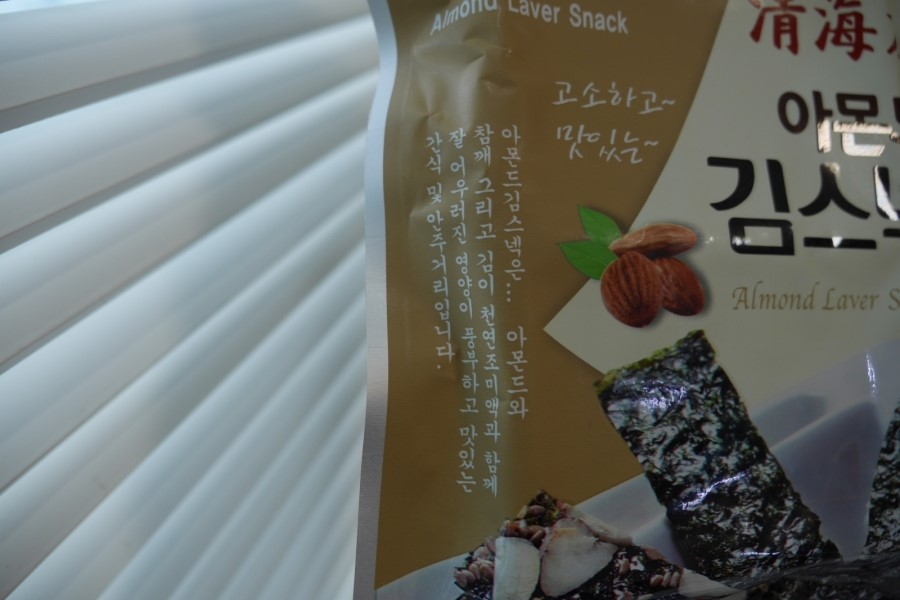 Almond Laver Snack
清海
고소하고~
맛있는~
아몬
김스넥
Almond Laver S
아몬드김스넥은... 아몬드와
참깨 그리고 김이 천연조미액과 함께
잘 어우러진 영양이 풍부하고 맛있는
간식 및 안주거리입니다.